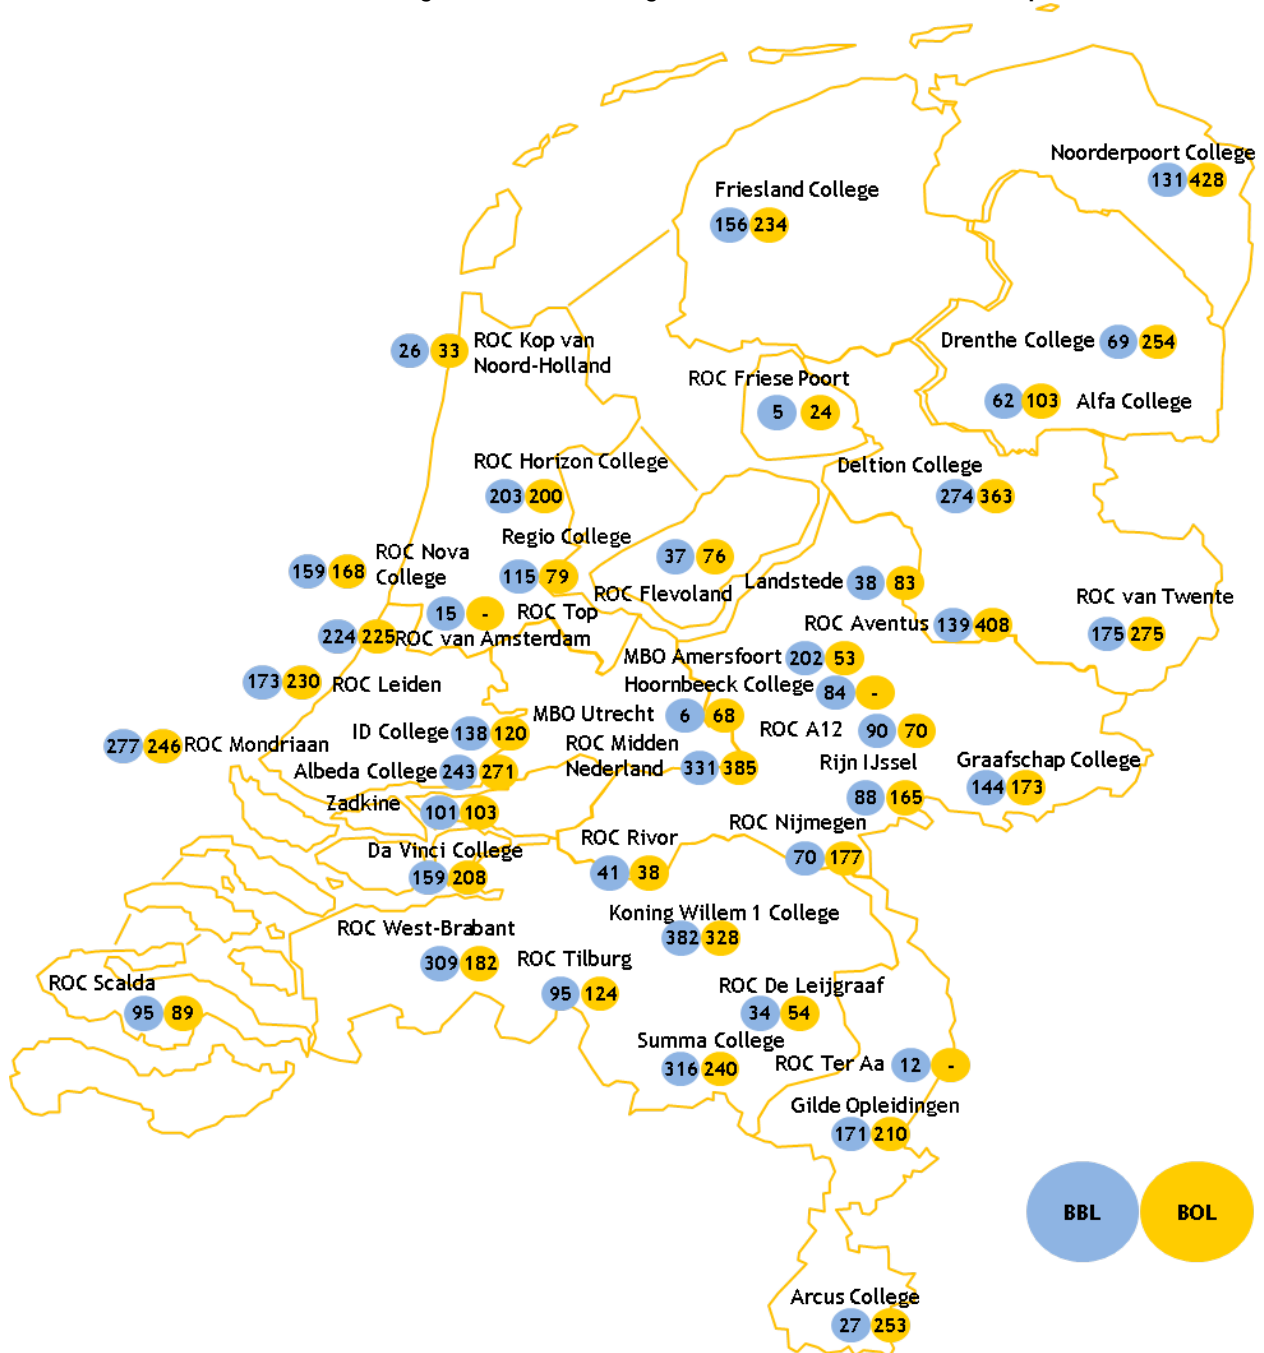 Noorderpoort College
131 428
Friesland College
156 234
ROC Kop van
Noord-Holland
26 33
Drenthe College 69 254
ROC Friese Poort
5 24
62 103 Alfa College
ROC Horizon College
203 200
Deltion College
274 363
Regio College
115 79
ROC Nova
College
159 168
37 76
ROC Flevoland
Landstede 38 83
15 - ROC Top
ROC van Twente
175 275
224 225 ROC van Amsterdam
ROC Aventus 139 408
MBO Amersfoort 202 53
173 230 ROC Leiden
Hoornbeeck College 84 -
MBO Utrecht 6 68
ID College 138 120
ROC A12 90 70
277 246 ROC Mondriaan
ROC Midden
Nederland 331 385
Albeda College 243 271
Rijn IJssel
88 165
Graafschap College
144 173
Zadkine
101 103
ROC Nijmegen
70 177
ROC Rivor
41 38
Da Vinci College
159 208
Koning Willem 1 College
382 328
ROC West-Brabant
309 182
ROC Tilburg
95 124
ROC Scalda
95 89
ROC De Leijgraaf
34 54
Summa College
316 240
ROC Ter Aa 12 -
Gilde Opleidingen
171 210
BBL BOL
Arcus College
27 253